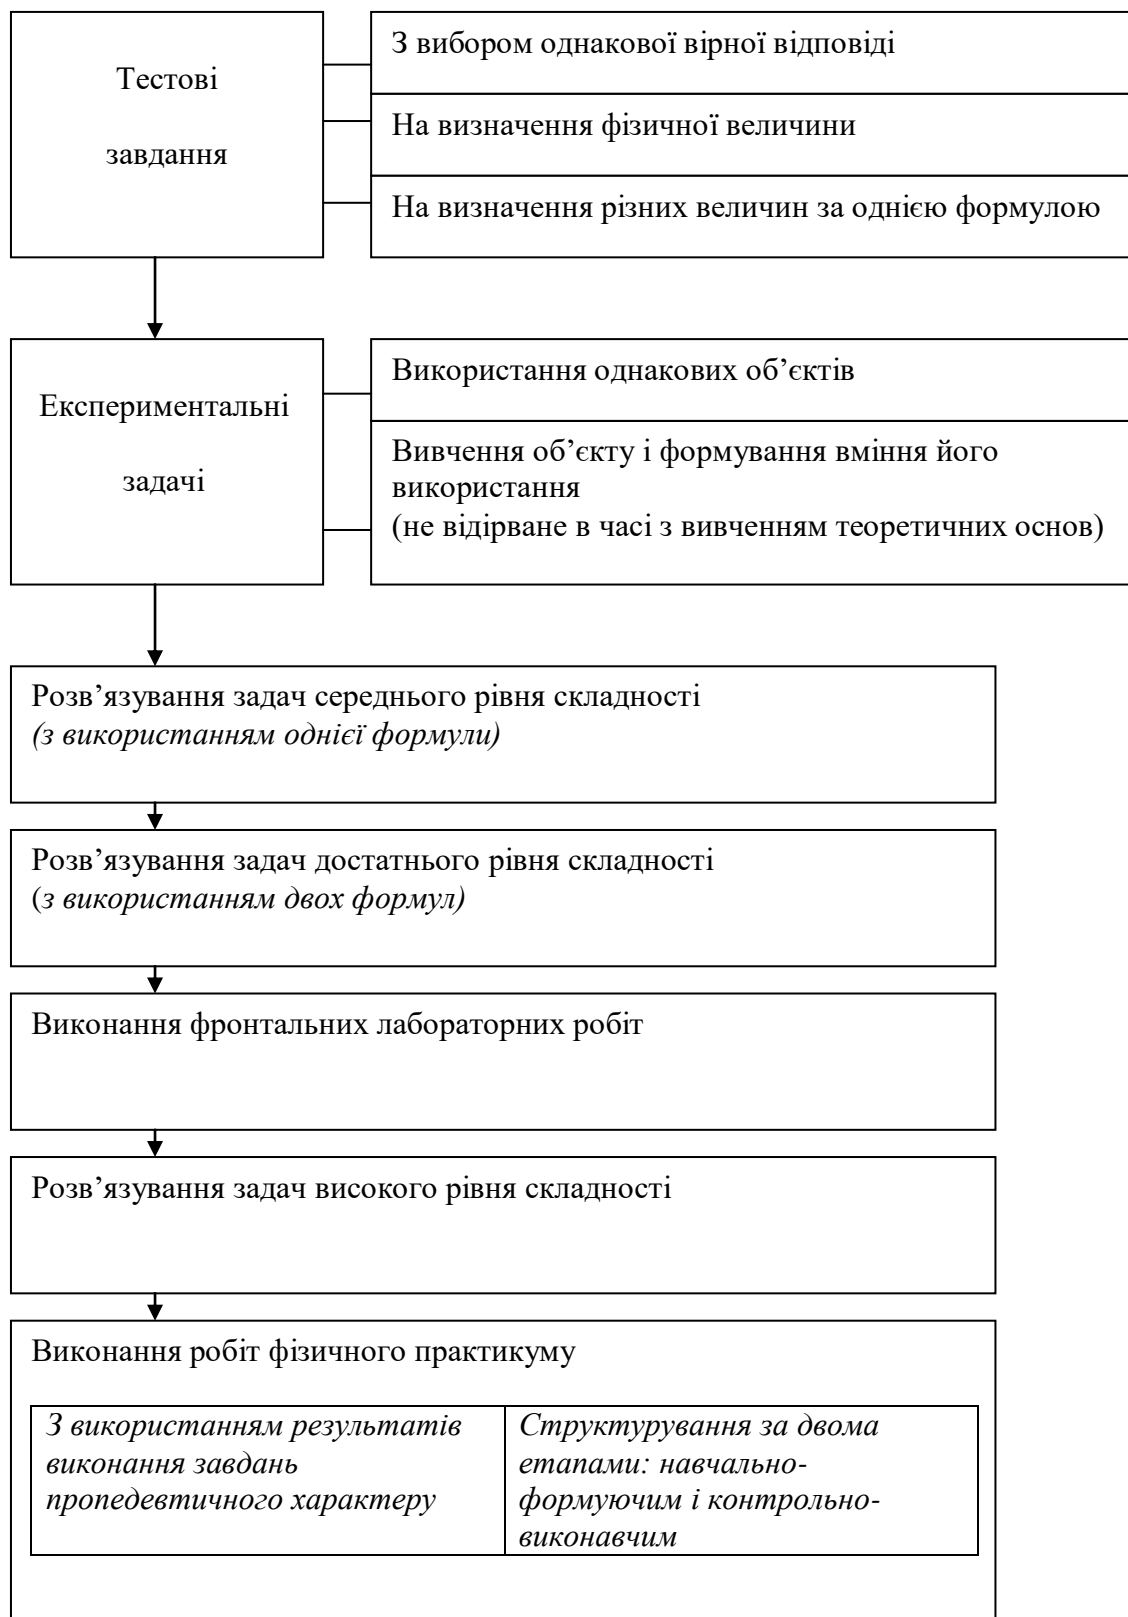 Тестові
завдання
З вибором однакової вірної відповіді
На визначення фізичної величини
На визначення різних величин за однією формулою
Експериментальні
задачі
Використання однакових об’єктів
Вивчення об’єкту і формування вміння його
використання
(не відірване в часі з вивченням теоретичних основ)
Розв’язування задач середнього рівня складності
(з використанням однієї формули)
Розв’язування задач достатнього рівня складності
(з використанням двох формул)
Виконання фронтальних лабораторних робіт
Розв’язування задач високого рівня складності
Виконання робіт фізичного практикуму
З використанням результатів
виконання завдань
пропедевтичного характеру
Структурування за двома
етапами: навчально-
формуючим і контрольно-
виконавчим